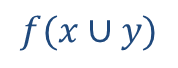 f(x ∪ y)